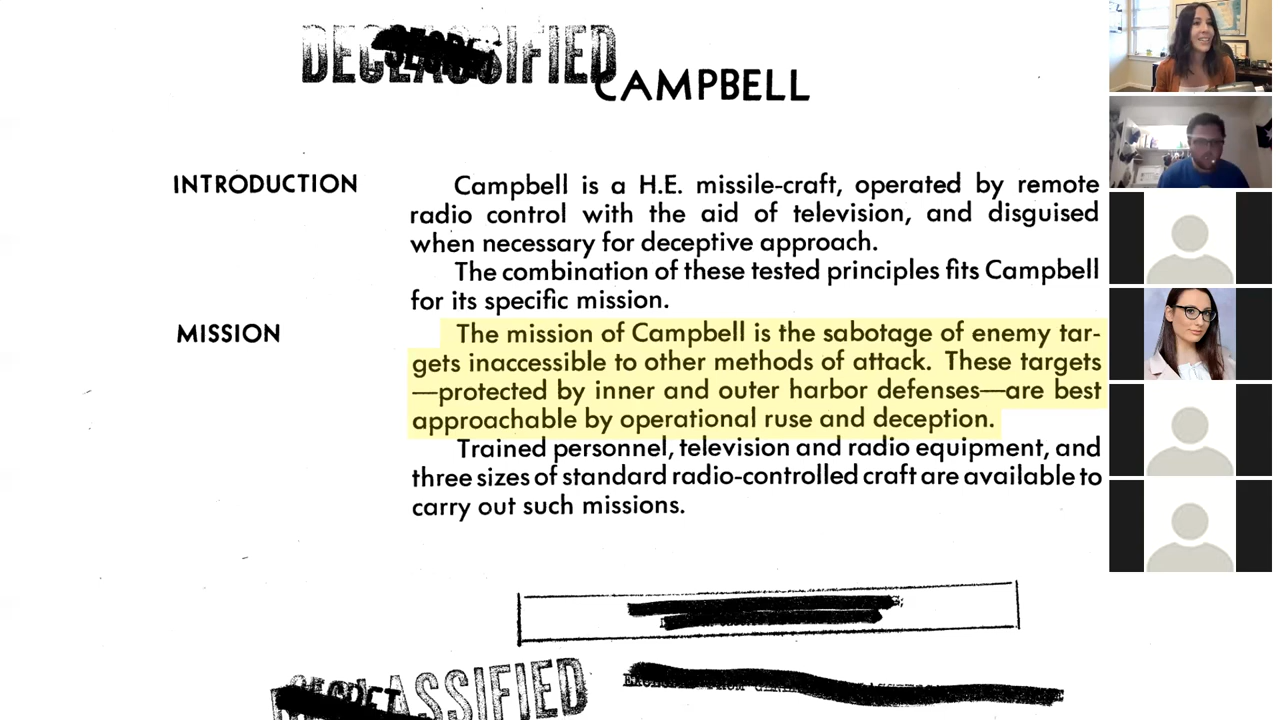 DECLASSIFIED
CAMPBELL
INTRODUCTION
Campbell is a H.E. missile-craft, operated by remote
radio control with the aid of television, and disguised
when necessary for deceptive approach.
The combination of these tested principles fits Campbell
for its specific mission.
MISSION
The mission of Campbell is the sabotage of enemy tar-
gets inaccessible to other methods of attack. These targets
—protected by inner and outer harbor defenses—are best
approachable by operational ruse and deception.
Trained personnel, television and radio equipment, and
three sizes of standard radio-controlled craft are available to
carry out such missions.
SECRET
DECLASSIFIED